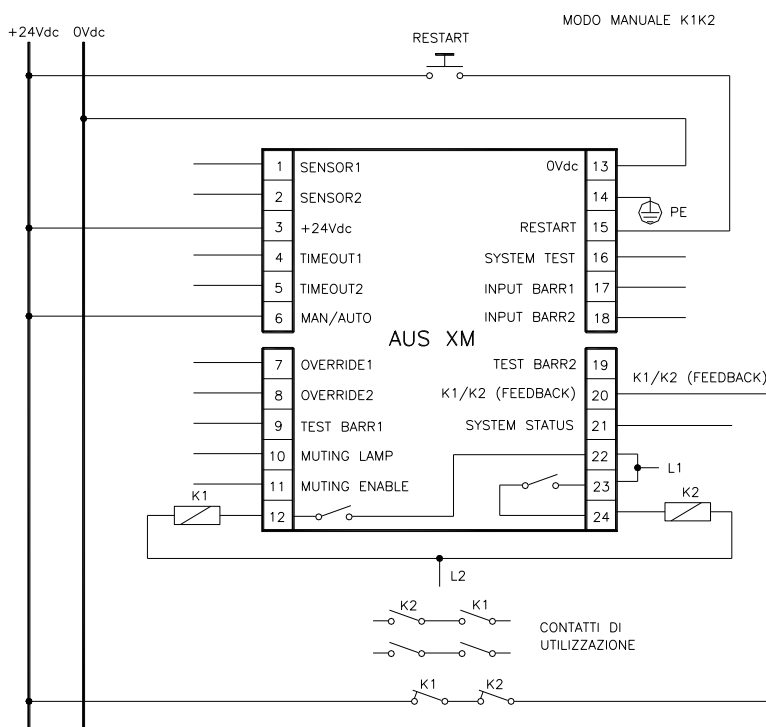 MODO MANUALE K1K2
+24Vdc 0Vdc
RESTART
1 SENSOR1
2 SENSOR2
3 +24Vdc
4 TIMEOUT1
5 TIMEOUT2
6 MAN/AUTO
0Vdc 13
14
PE
RESTART 15
SYSTEM TEST 16
INPUT BARR1 17
INPUT BARR2 18
AUS XM
7 OVERRIDE1
8 OVERRIDE2
9 TEST BARR1
10 MUTING LAMP
11 MUTING ENABLE
12
TEST BARR2 19
K1/K2 (FEEDBACK) 20
K1/K2 (FEEDBACK)
SYSTEM STATUS 21
22
L1
23
24
K1
K2
L2
K2 K1
CONTATTI DI
UTILIZZAZIONE
K1 K2